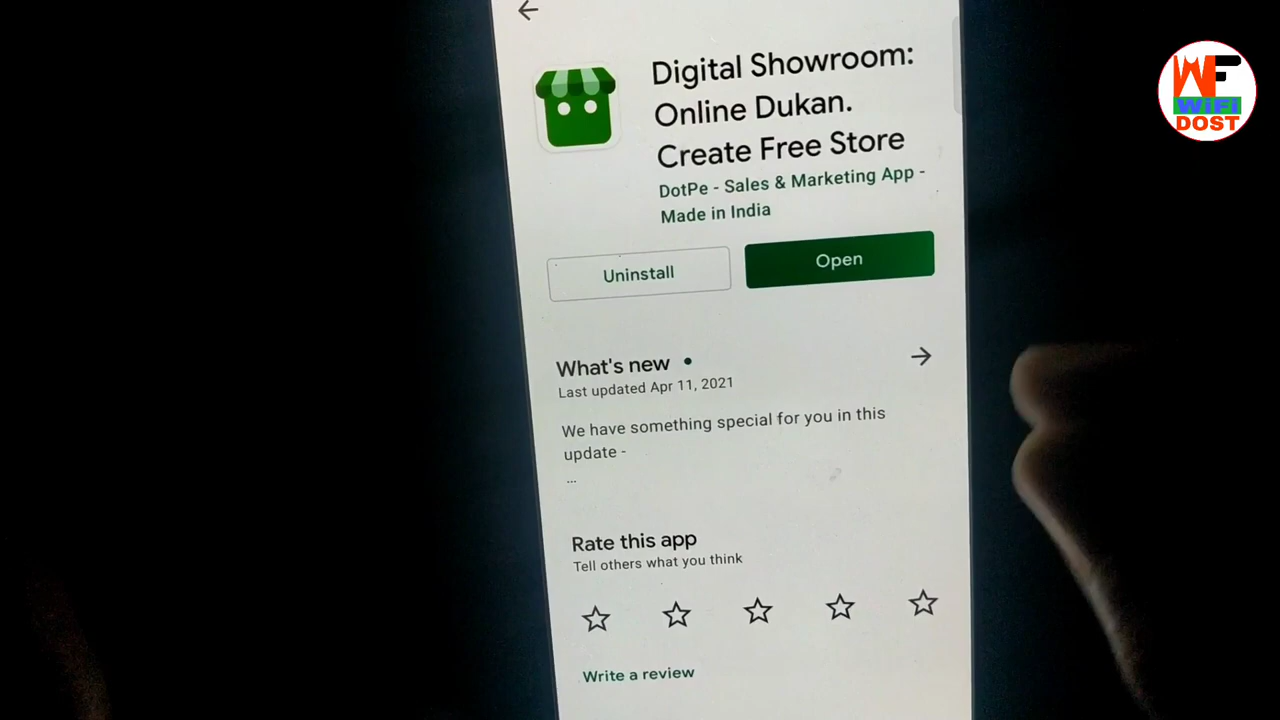 Digital Showroom:
Online Dukan.
Create Free Store
DotPe - Sales & Marketing App -
Made in India
Uninstall
Open
What's new
Last updated Apr 11, 2021
We have something special for you in this
update -
...
Rate this app
Tell others what you think
Write a review
WF
WiFi
DOST